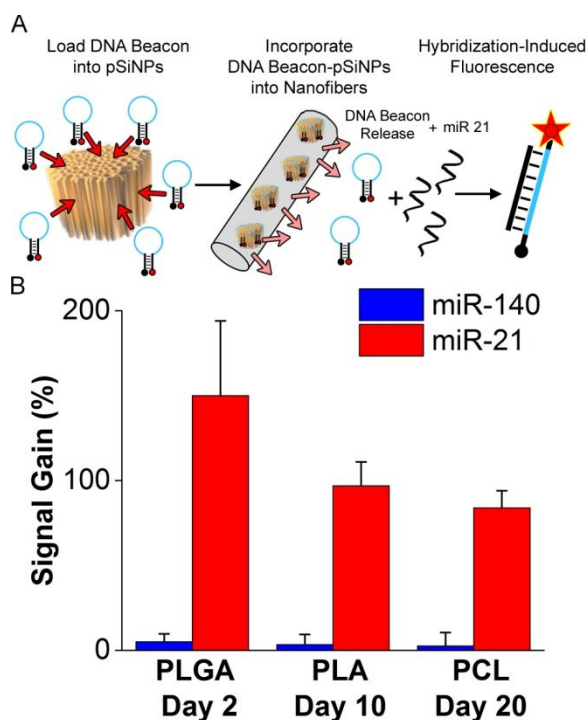 A
Load DNA Beacon
into pSiNPs
Incorporate
DNA Beacon-pSiNPs
into Nanofibers
Hybridization-Induced
Fluorescence
DNA Beacon
Release
+ miR 21
+
B
miR-140
miR-21
200
100
0
Signal Gain (%)
PLGA
Day 2
PLA
Day 10
PCL
Day 20